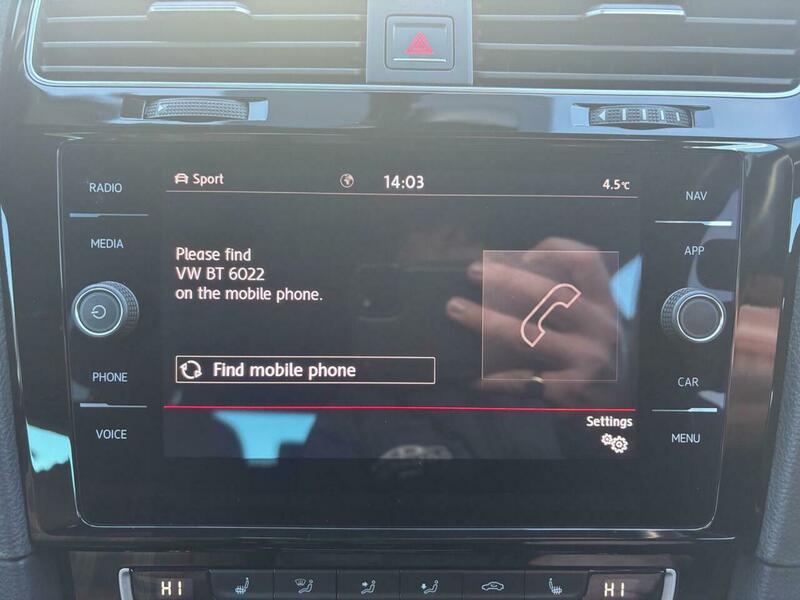 RADIO
MEDIA
PHONE
VOICE
Sport 14:03 4.5°C
Please find
VW BT 6022
on the mobile phone.
Find mobile phone
Settings
NAV
APP
CAR
MENU
HI HI